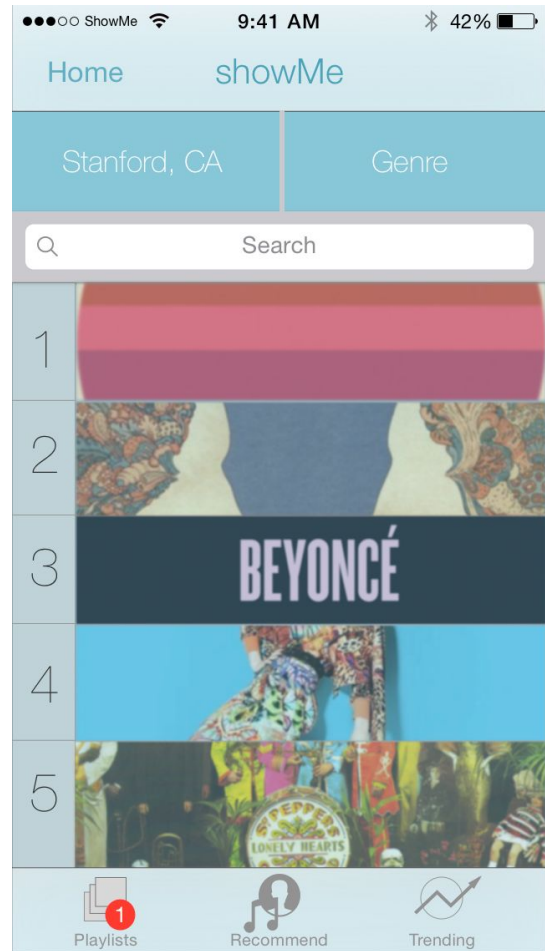 ShowMe 9:41 AM 42%
Home showMe
Stanford, CA Genre
Search
1
2
3
BEYONCÉ
4
5
SGT. PEPPERS
LONELY HEARTS
1
Playlists Recommend Trending